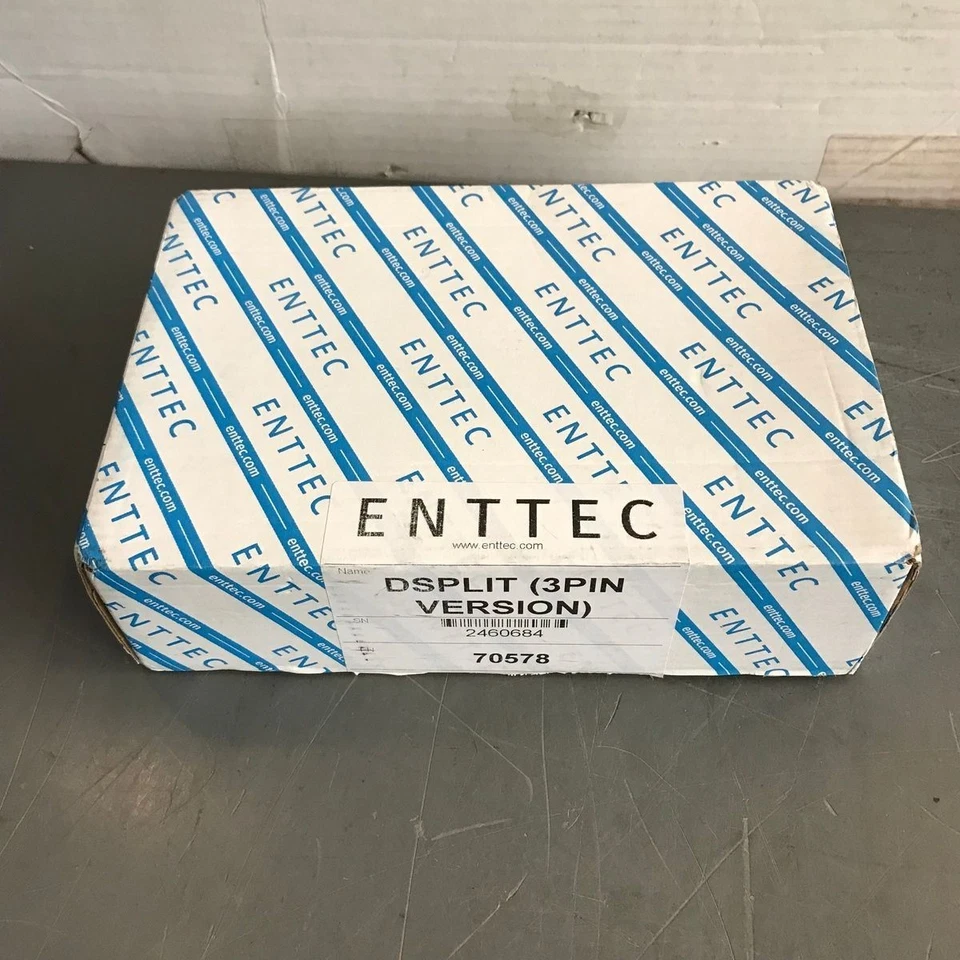 ENTTEC
enttec.com
ENTTEC
www.enttec.com
Name
DSPLIT (3PIN
VERSION)
SN
2460684
70578